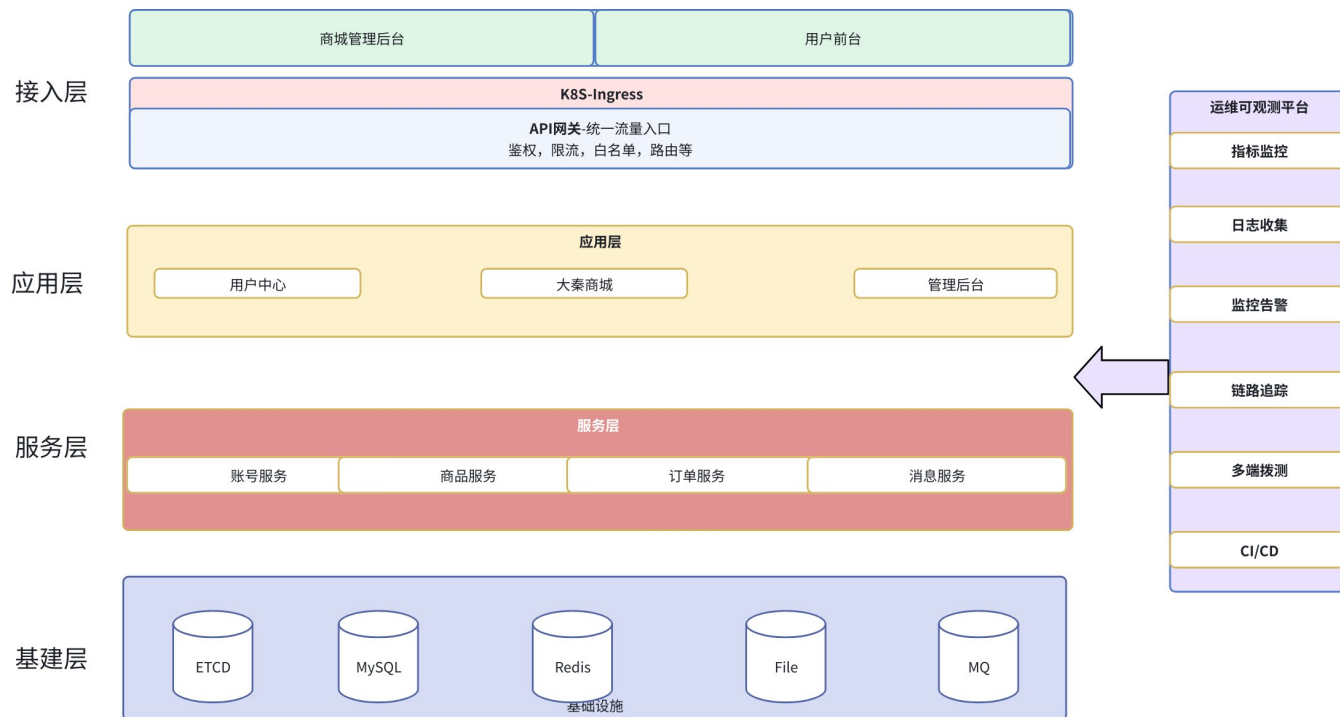 商城管理后台
用户前台
接入层
K8S-Ingress
API网关-统一流量入口
鉴权，限流，白名单，路由等
运维可观测平台
指标监控
日志收集
监控告警
链路追踪
多端拨测
CI/CD
应用层
应用层
用户中心
大秦商城
管理后台
服务层
服务层
账号服务
商品服务
订单服务
消息服务
基建层
ETCD
MySQL
Redis
File
MQ
基础设施